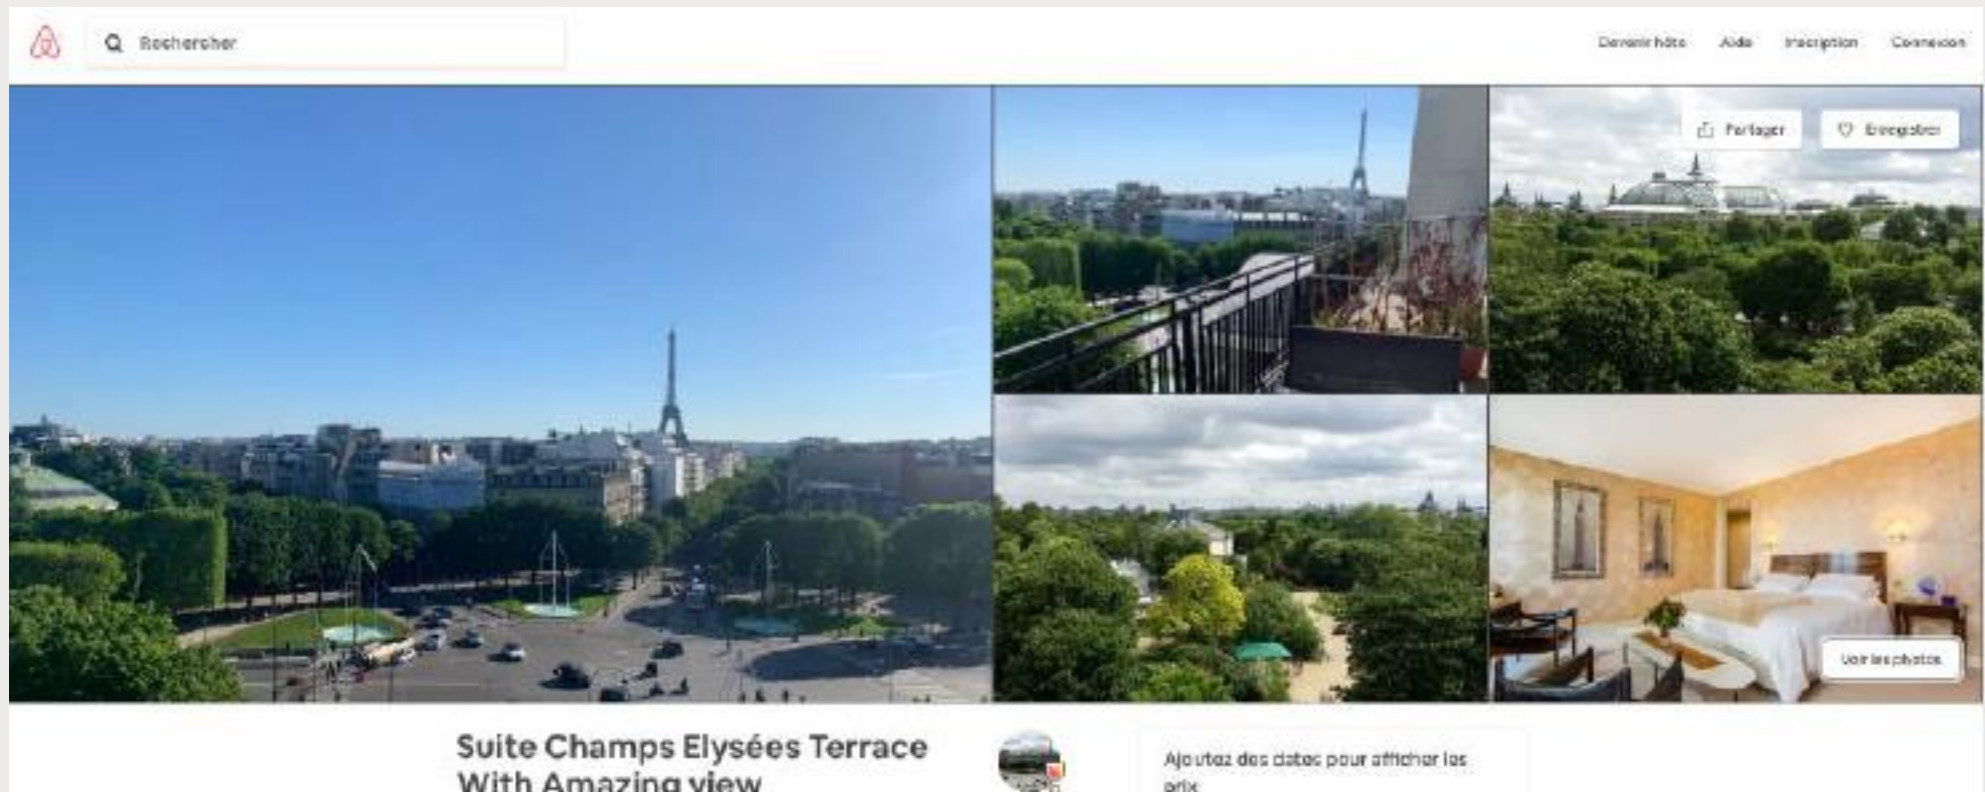 Rechercher
Devenir hôte Aide Inscription Connexion
Partager Enregistrer
Voir les photos
Suite Champs Elysées Terrace
With Amazing view
Ajoutez des dates pour afficher les
prix